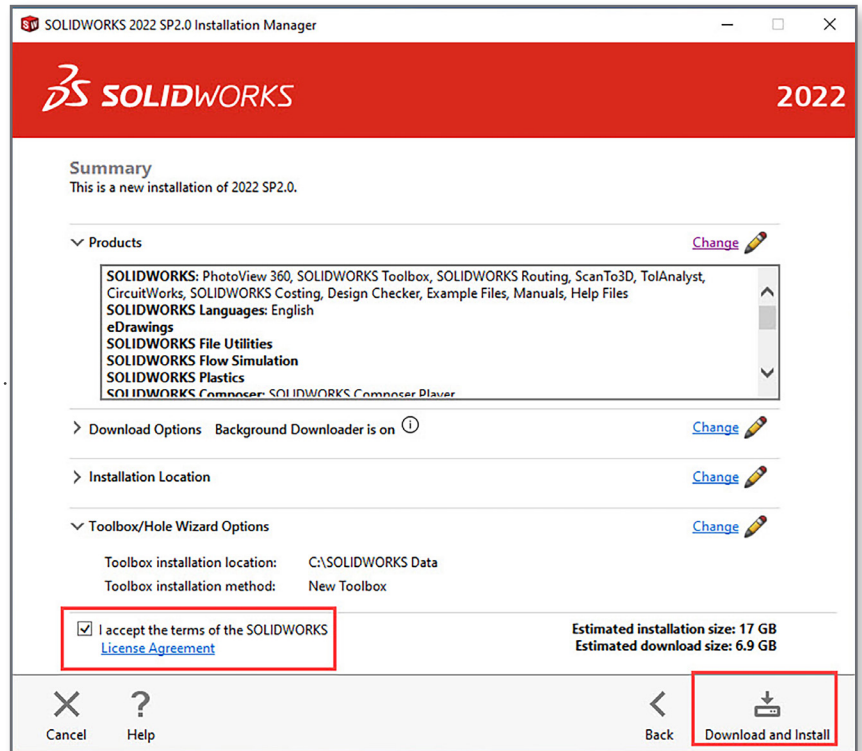 SOLIDWORKS 2022 SP2.0 Installation Manager
SOLIDWORKS
2022
Summary
This is a new installation of 2022 SP2.0.
Products
Change
SOLIDWORKS: PhotoView 360, SOLIDWORKS Toolbox, SOLIDWORKS Routing, ScanTo3D, TolAnalyst,
CircuitWorks, SOLIDWORKS Costing, Design Checker, Example Files, Manuals, Help Files
SOLIDWORKS Languages: English
eDrawings
SOLIDWORKS File Utilities
SOLIDWORKS Flow Simulation
SOLIDWORKS Plastics
SOLIDWORKS Composer: SOLIDWORKS Composer Player
Download Options Background Downloader is on
Change
Installation Location
Change
Toolbox/Hole Wizard Options
Change
Toolbox installation location: C:\SOLIDWORKS Data
Toolbox installation method: New Toolbox
I accept the terms of the SOLIDWORKS
License Agreement
Estimated installation size: 17 GB
Estimated download size: 6.9 GB
Cancel
Help
Back
Download and Install